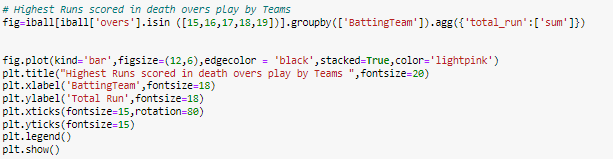 # Highest Runs scored in death overs play by Teams
fig=iball[iball['overs'].isin ([15,16,17,18,19])].groupby(['BattingTeam']).agg({'total_run':['sum']})
fig.plot(kind='bar',figsize=(12,6),edgecolor = 'black',stacked=True,color='lightpink')
plt.title("Highest Runs scored in death overs play by Teams ",fontsize=20)
plt.xlabel('BattingTeam',fontsize=18)
plt.ylabel('Total Run',fontsize=18)
plt.xticks(fontsize=15,rotation=80)
plt.yticks(fontsize=15)
plt.legend()
plt.show()